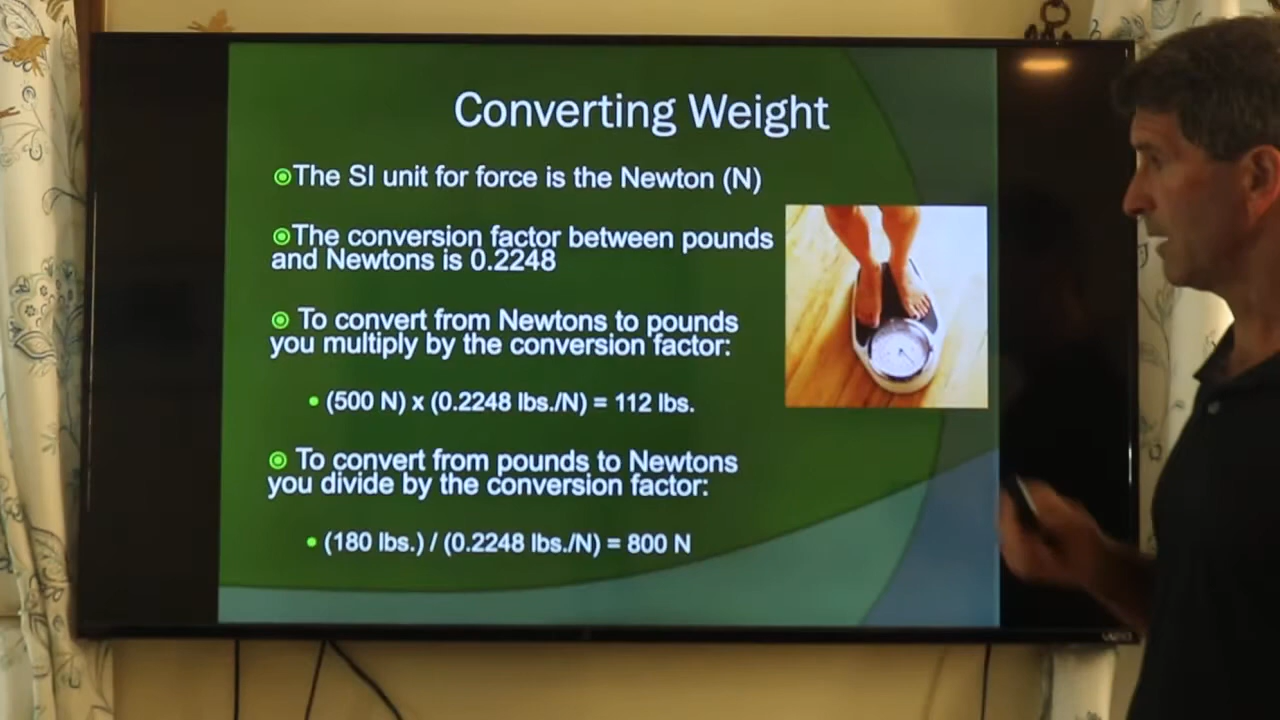 Converting Weight
The SI unit for force is the Newton (N)
The conversion factor between pounds
and Newtons is 0.2248
To convert from Newtons to pounds
you multiply by the conversion factor:
• (500 N) x (0.2248 lbs./N) = 112 lbs.
To convert from pounds to Newtons
you divide by the conversion factor:
• (180 lbs.) / (0.2248 lbs./N) = 800 N
VIZIO